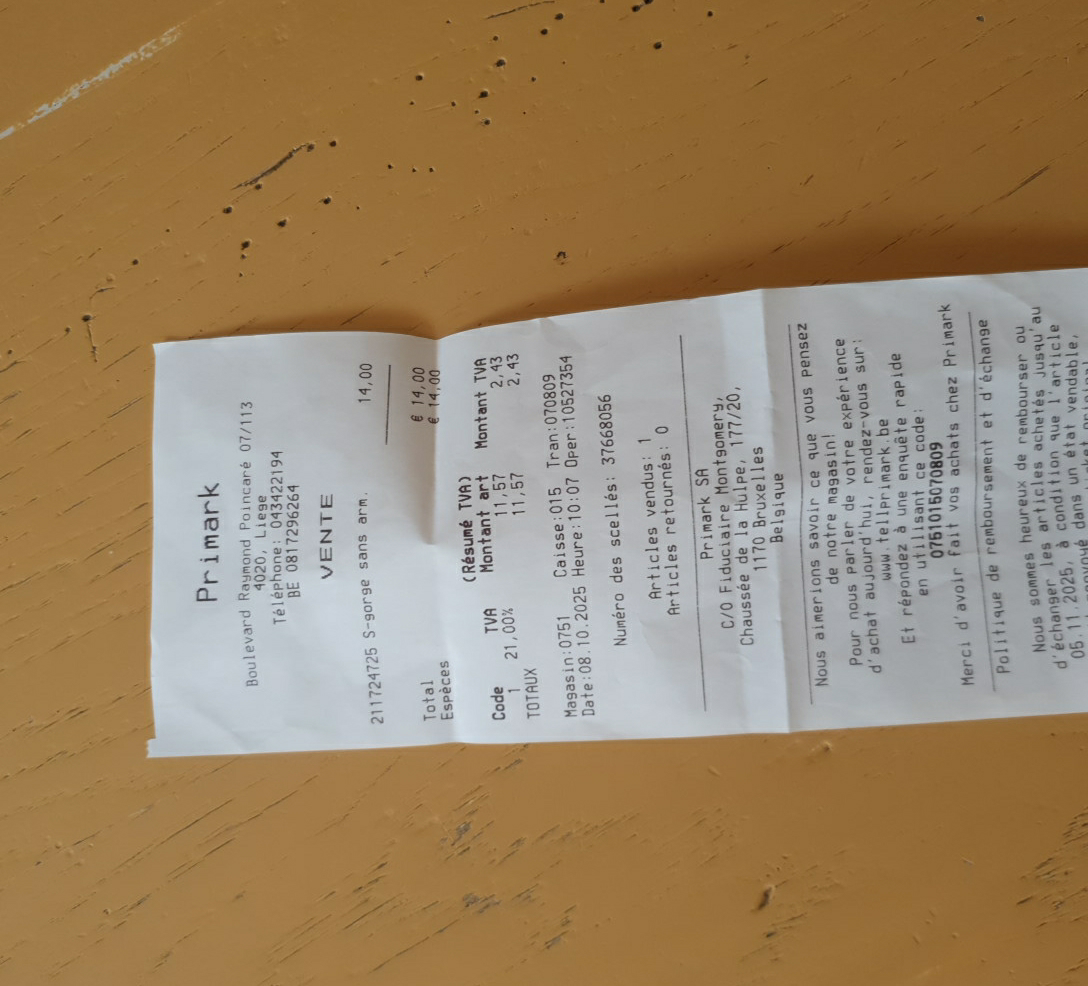 Primark
Boulevard Raymond Poincaré 07/113
4020, Liege
Téléphone: 043422194
BE 0817296264
VENTE
211724725 S-gorge sans arm. 14,00
Total € 14,00
Espèces € 14,00
(Résumé TVA)
Code TVA Montant art Montant TVA
1 21,00% 11,57 2,43
TOTAUX 11,57 2,43
Magasin:0751 Caisse:015 Tran:070809
Date:08.10.2025 Heure:10:07 Oper:10527354
Numéro des scellés: 37668056
Articles vendus: 1
Articles retournés: 0
Primark SA
C/O Fiduciaire Montgomery,
Chaussée de la Hulpe, 177/20,
1170 Bruxelles
Belgique
Nous aimerions savoir ce que vous pensez
de notre magasin!
Pour nous parler de votre expérience
d'achat aujourd'hui, rendez-vous sur:
www.tellprimark.be
Et répondez à une enquête rapide
en utilisant ce code:
075101507080​9
Merci d'avoir fait vos achats chez Primark
Politique de remboursement et d'échange
Nous sommes heureux de rembourser ou
d'échanger les articles achetés jusqu'au
05.11.2025, à condition que l'article
dans un état vendable,